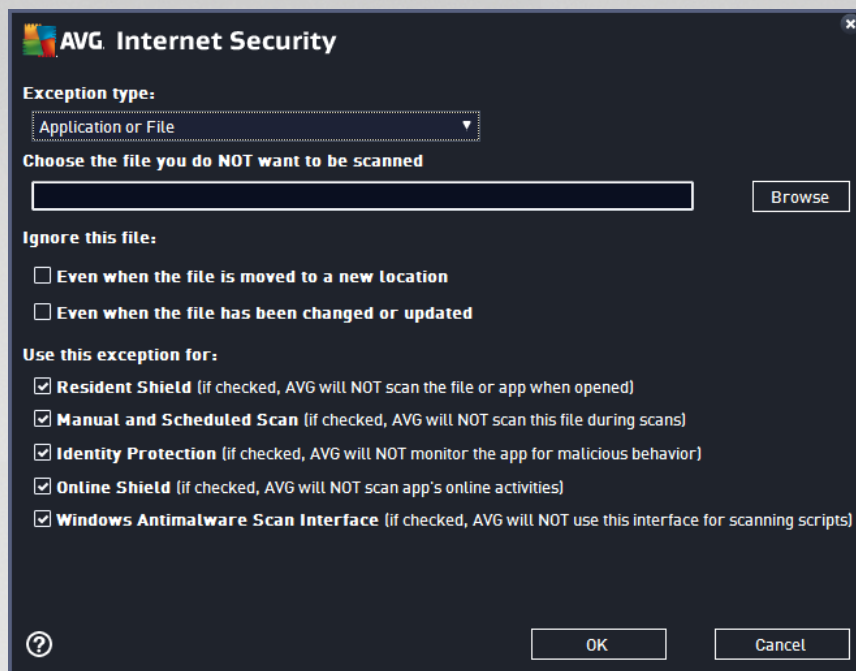 AVG. Internet Security
Exception type:
Application or File
Choose the file you do NOT want to be scanned
Browse
Ignore this file:
Even when the file is moved to a new location
Even when the file has been changed or updated
Use this exception for:
Resident Shield (if checked, AVG will NOT scan the file or app when opened)
Manual and Scheduled Scan (if checked, AVG will NOT scan this file during scans)
Identity Protection (if checked, AVG will NOT monitor the app for malicious behavior)
Online Shield (if checked, AVG will NOT scan app's online activities)
Windows Antimalware Scan Interface (if checked, AVG will NOT use this interface for scanning scripts)
? OK Cancel